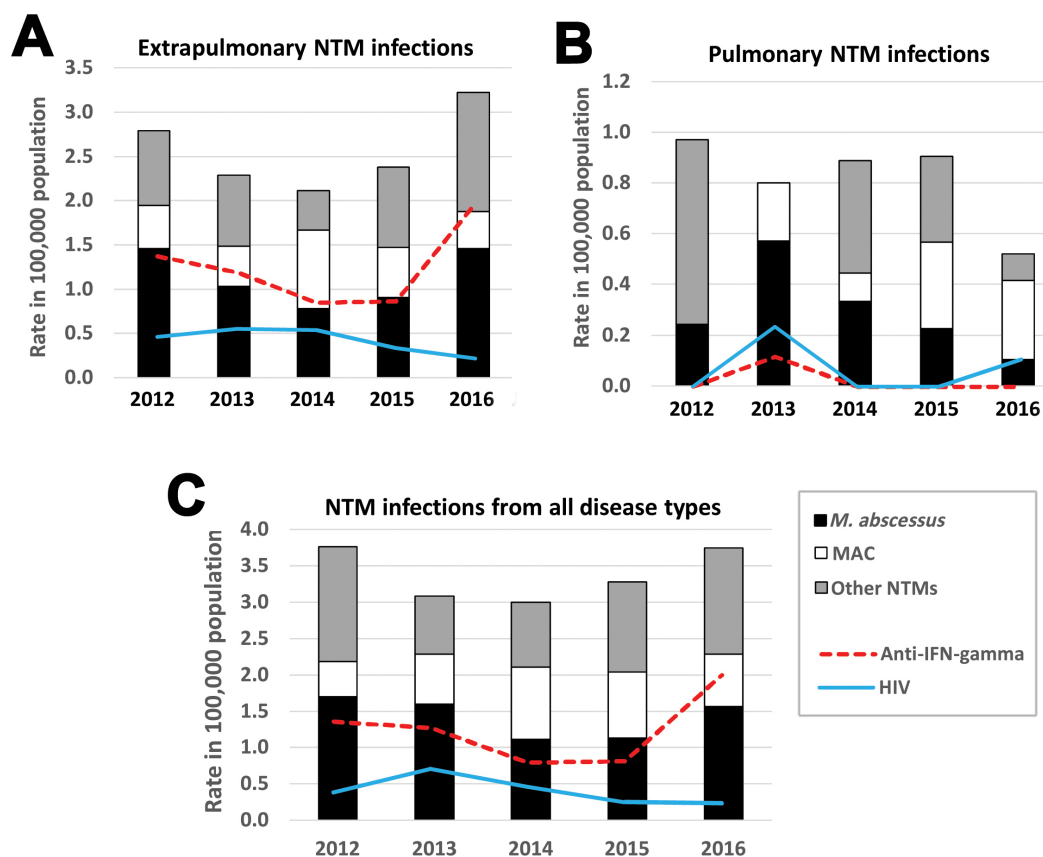 A
Extrapulmonary NTM infections
Rate in 100,000 population
3.5
3.0
2.5
2.0
1.5
1.0
0.5
0.0
2012 2013 2014 2015 2016
B
Pulmonary NTM infections
Rate in 100,000 population
1.2
1.0
0.8
0.6
0.4
0.2
0.0
2012 2013 2014 2015 2016
C
NTM infections from all disease types
Rate in 100,000 population
4.0
3.5
3.0
2.5
2.0
1.5
1.0
0.5
0.0
2012 2013 2014 2015 2016
M. abscessus
MAC
Other NTMs
Anti-IFN-gamma
HIV